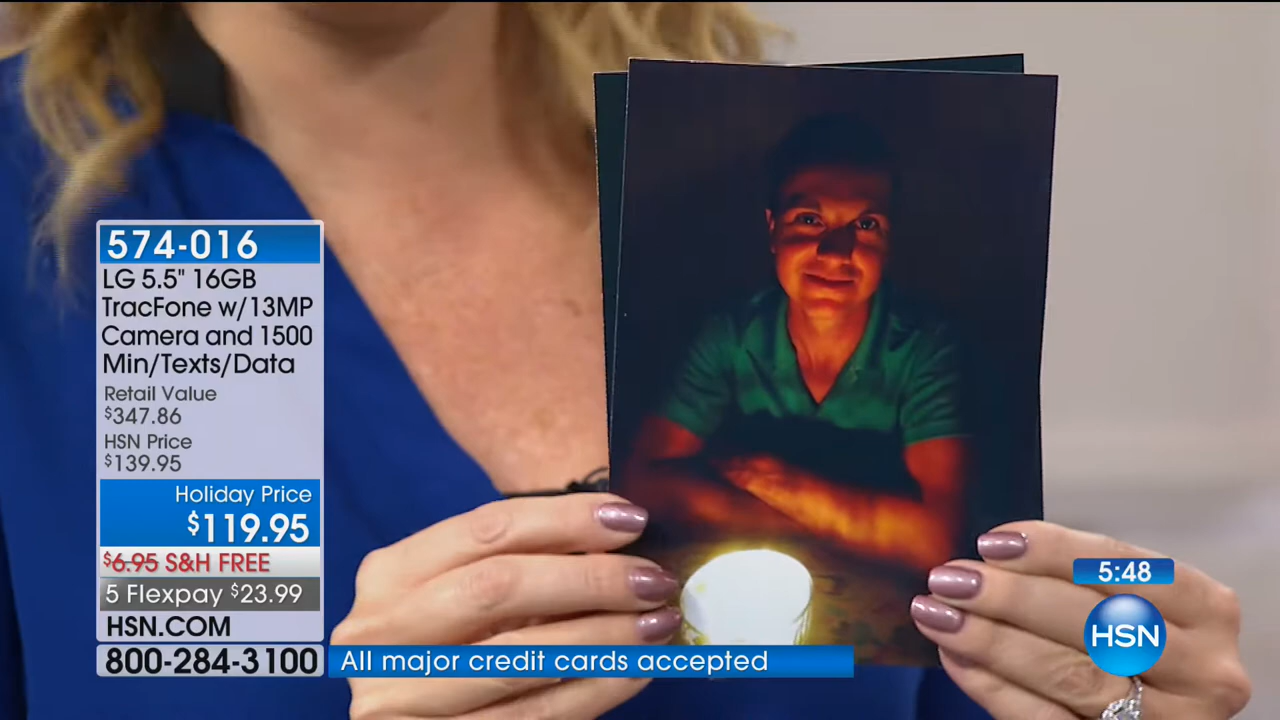 574-016
LG 5.5" 16GB
TracFone w/13MP
Camera and 1500
Min/Texts/Data
Retail Value
$347.86
HSN Price
$139.95
Holiday Price
$119.95
$6.95 S&H FREE
5 Flexpay $23.99
HSN.COM
800-284-3100
All major credit cards accepted
5:48
HSN